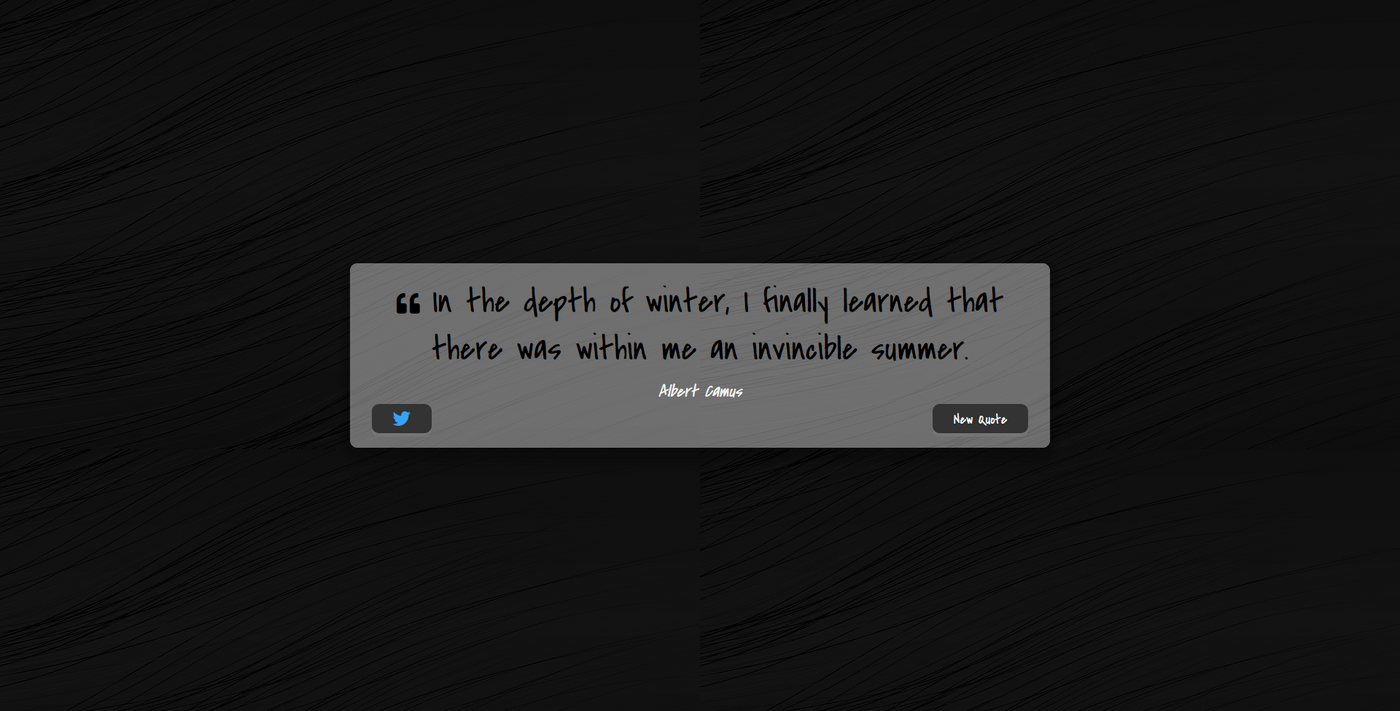 ❝ In the depth of winter, I finally learned that
there was within me an invincible summer.
Albert Camus
New Quote